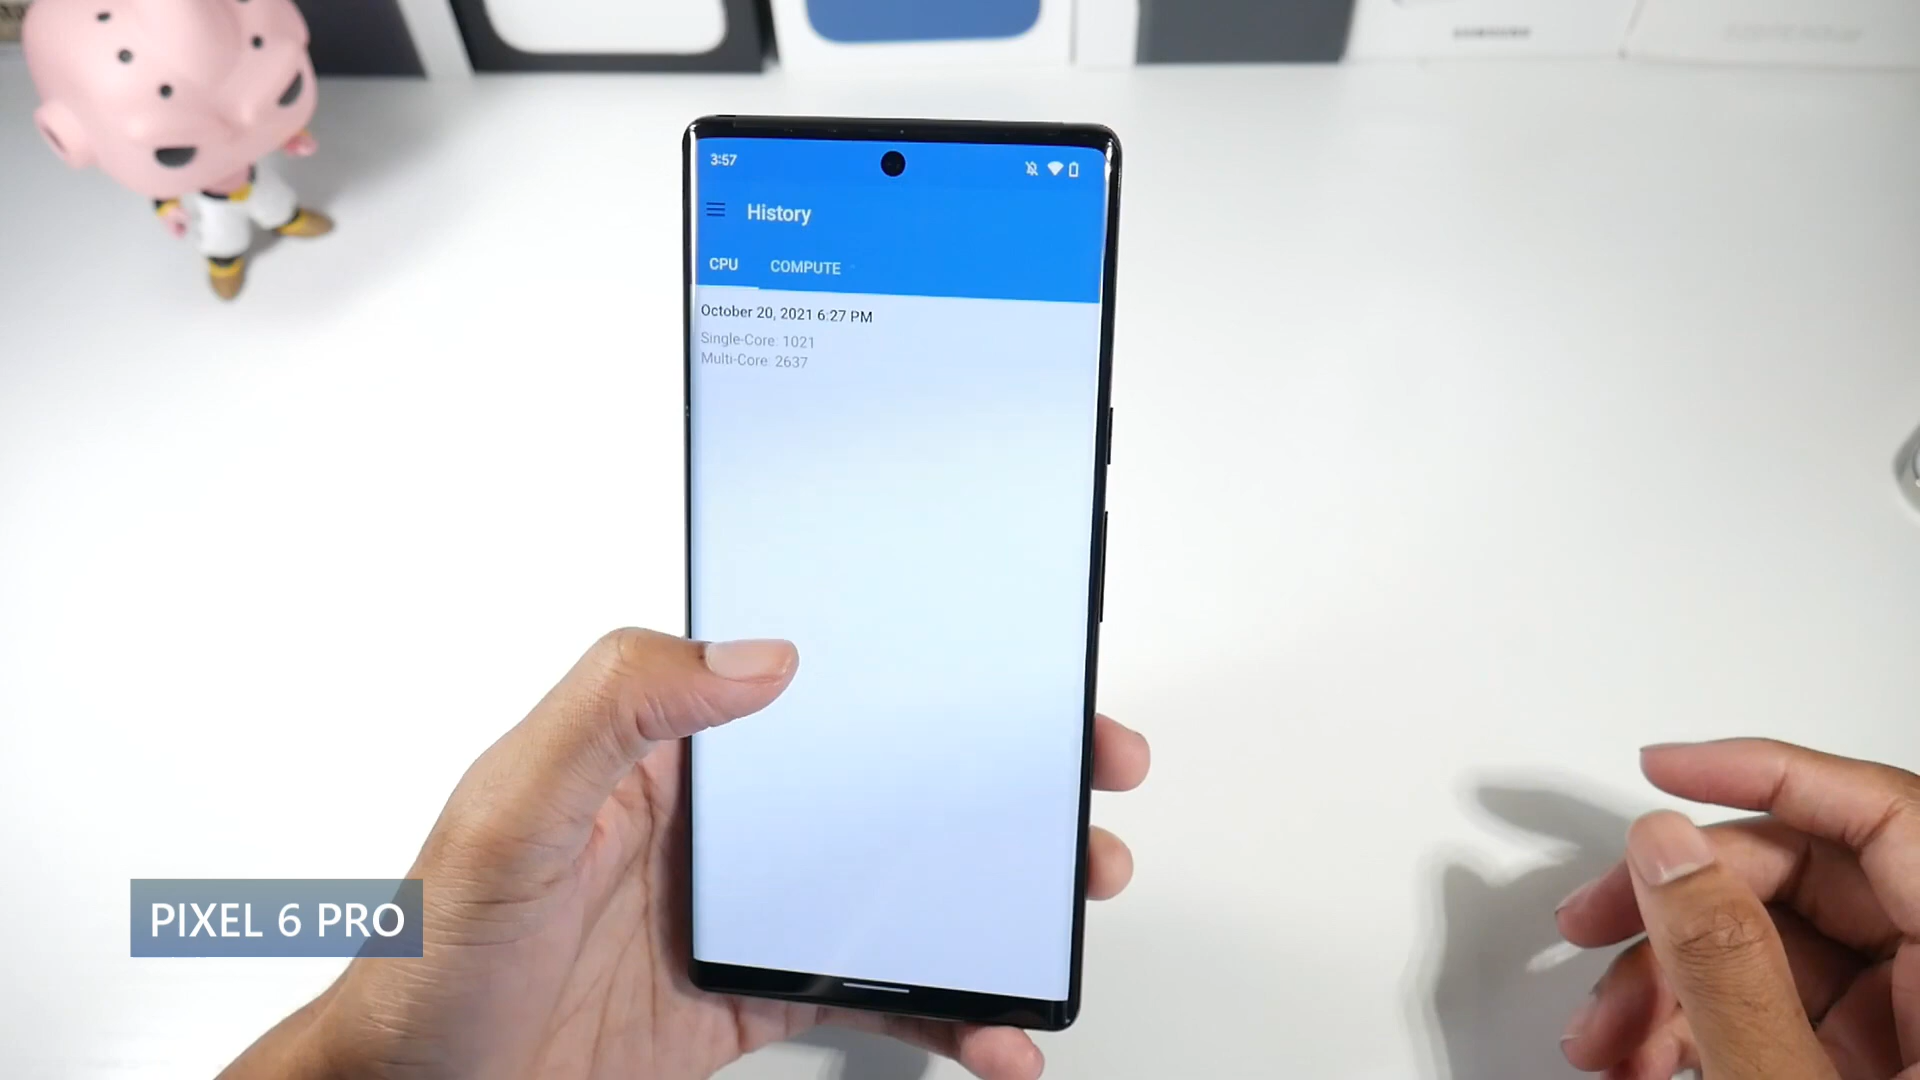 SAMSUNG
3:57
History
CPU
COMPUTE
October 20, 2021 6:27 PM
Single-Core: 1021
Multi-Core: 2637
PIXEL 6 PRO